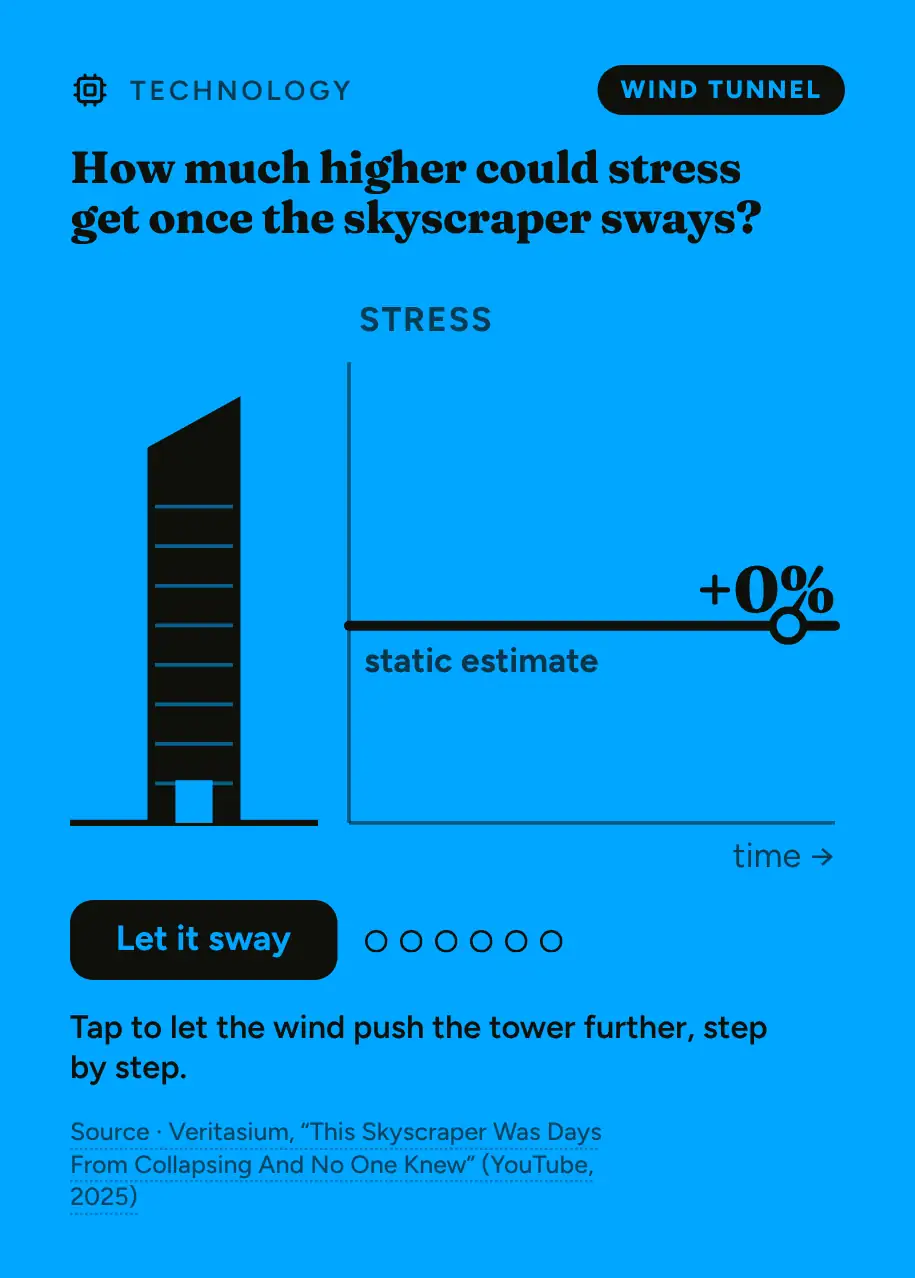 TECHNOLOGY
WIND TUNNEL
How much higher could stress
get once the skyscraper sways?
STRESS
+0%
static estimate
time →
Let it sway
Tap to let the wind push the tower further, step
by step.
Source · Veritasium, “This Skyscraper Was Days
From Collapsing And No One Knew” (YouTube,
2025)